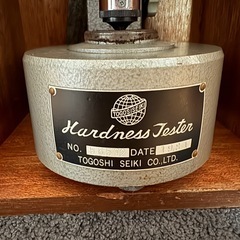 TOGOSHI
Hardness Tester
NO. DATE
TOGOSHI SEIKI CO.,LTD.